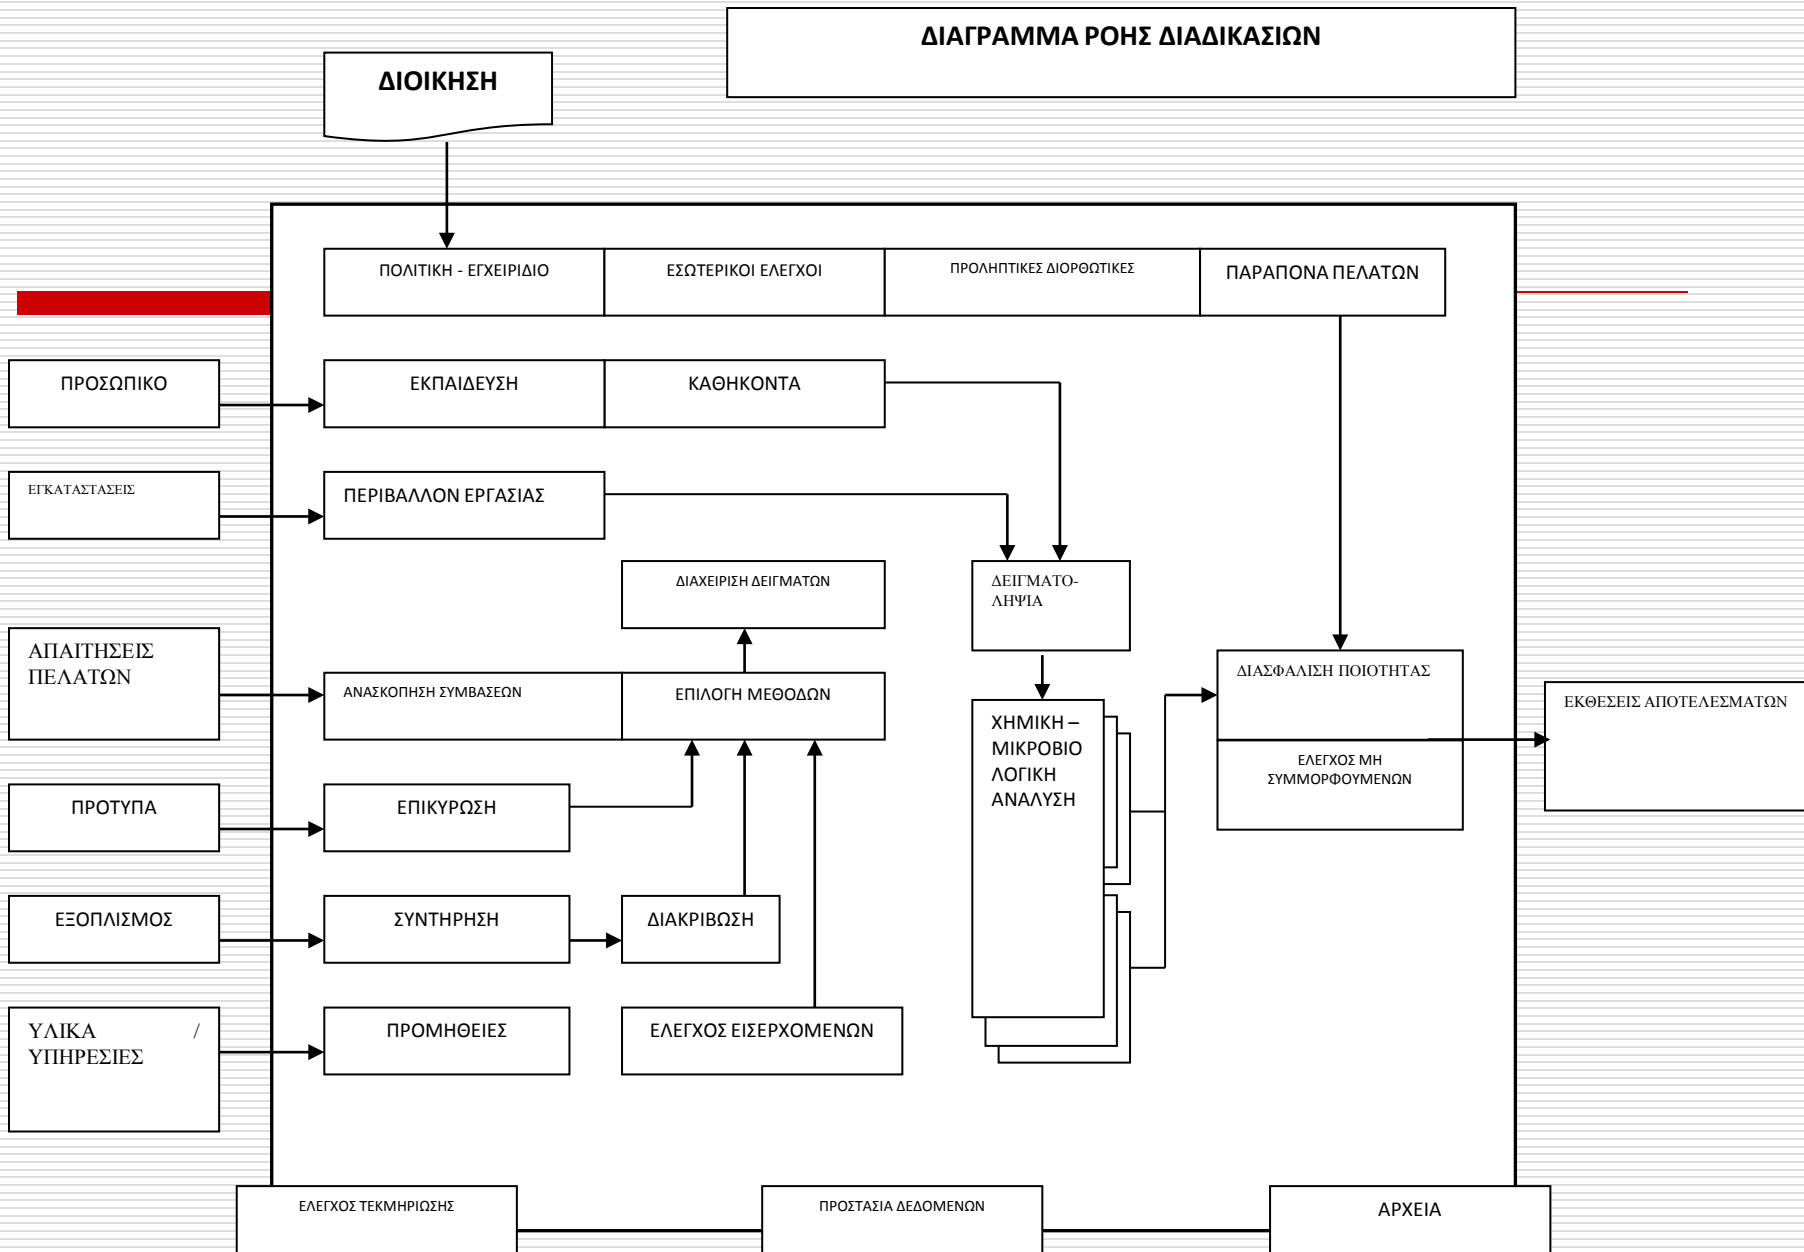 ΔΙΑΓΡΑΜΜΑ ΡΟΗΣ ΔΙΑΔΙΚΑΣΙΩΝ
ΔΙΟΙΚΗΣΗ
ΠΟΛΙΤΙΚΗ - ΕΓΧΕΙΡΙΔΙΟ
ΕΣΩΤΕΡΙΚΟΙ ΕΛΕΓΧΟΙ
ΠΡΟΛΗΠΤΙΚΕΣ ΔΙΟΡΘΩΤΙΚΕΣ
ΠΑΡΑΠΟΝΑ ΠΕΛΑΤΩΝ
ΠΡΟΣΩΠΙΚΟ
ΕΚΠΑΙΔΕΥΣΗ
ΚΑΘΗΚΟΝΤΑ
ΕΓΚΑΤΑΣΤΑΣΕΙΣ
ΠΕΡΙΒΑΛΛΟΝ ΕΡΓΑΣΙΑΣ
ΔΙΑΧΕΙΡΙΣΗ ΔΕΙΓΜΑΤΩΝ
ΔΕΙΓΜΑΤΟ-
ΛΗΨΙΑ
ΑΠΑΙΤΗΣΕΙΣ
ΠΕΛΑΤΩΝ
ΑΝΑΣΚΟΠΗΣΗ ΣΥΜΒΑΣΕΩΝ
ΕΠΙΛΟΓΗ ΜΕΘΟΔΩΝ
ΧΗΜΙΚΗ –
ΜΙΚΡΟΒΙΟ
ΛΟΓΙΚΗ
ΑΝΑΛΥΣΗ
ΔΙΑΣΦΑΛΙΣΗ ΠΟΙΟΤΗΤΑΣ
ΕΛΕΓΧΟΣ ΜΗ
ΣΥΜΜΟΡΦΟΥΜΕΝΩΝ
ΕΚΘΕΣΕΙΣ ΑΠΟΤΕΛΕΣΜΑΤΩΝ
ΠΡΟΤΥΠΑ
ΕΠΙΚΥΡΩΣΗ
ΕΞΟΠΛΙΣΜΟΣ
ΣΥΝΤΗΡΗΣΗ
ΔΙΑΚΡΙΒΩΣΗ
ΥΛΙΚΑ /
ΥΠΗΡΕΣΙΕΣ
ΠΡΟΜΗΘΕΙΕΣ
ΕΛΕΓΧΟΣ ΕΙΣΕΡΧΟΜΕΝΩΝ
ΕΛΕΓΧΟΣ ΤΕΚΜΗΡΙΩΣΗΣ
ΠΡΟΣΤΑΣΙΑ ΔΕΔΟΜΕΝΩΝ
ΑΡΧΕΙΑ